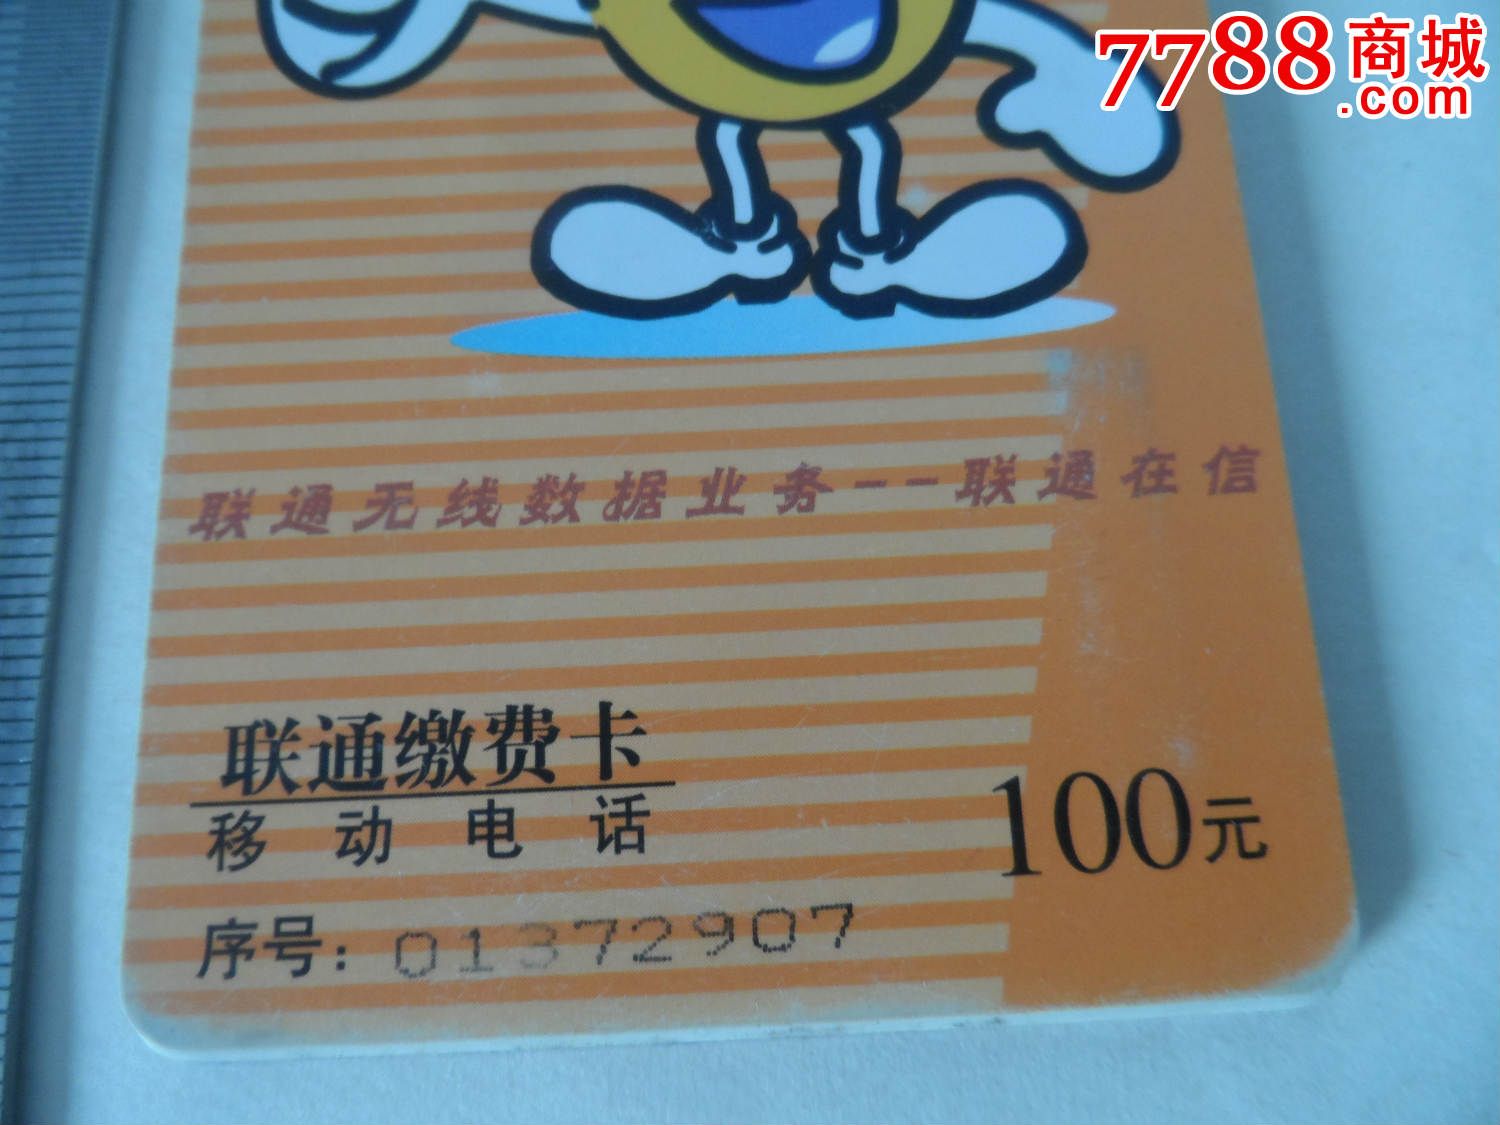 7788商城
.com
联通无线数据业务--联通在信
联通缴费卡
移动电话
100元
序号：01372907